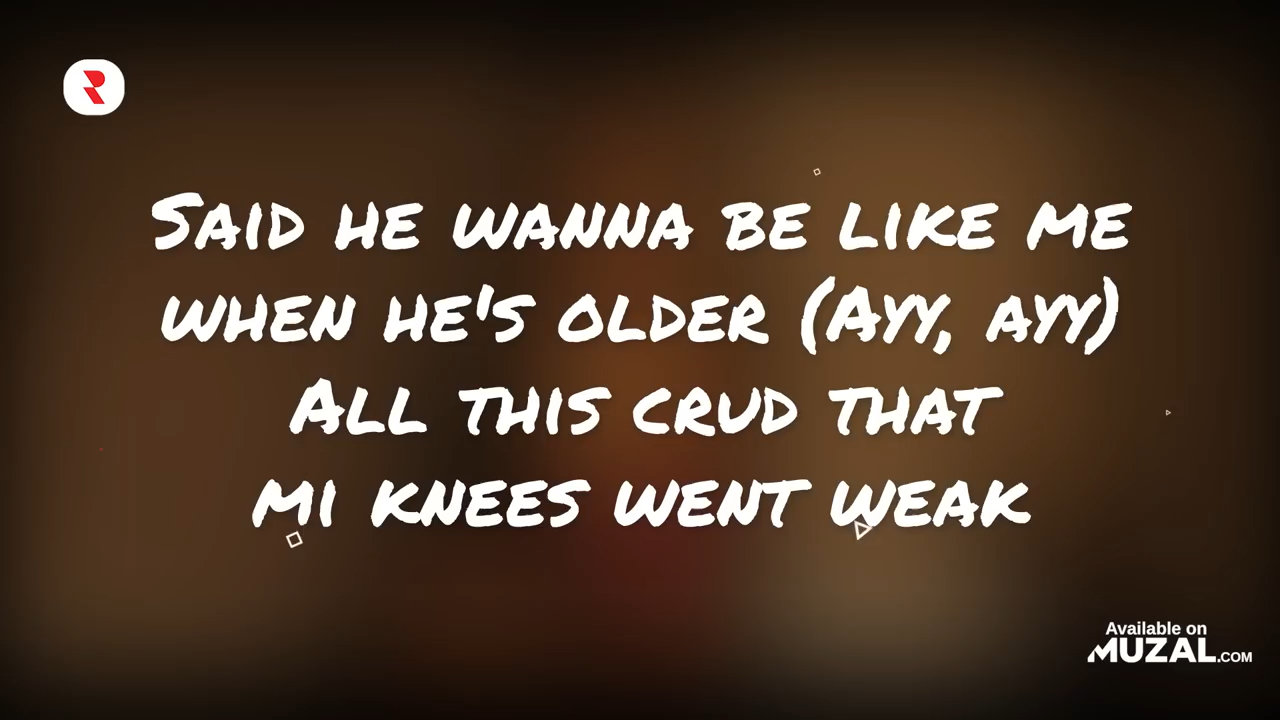 Said he wanna be like me
when he's older (Ayy, ayy)
All this crud that
mi knees went weak
Available on
MUZAL.COM